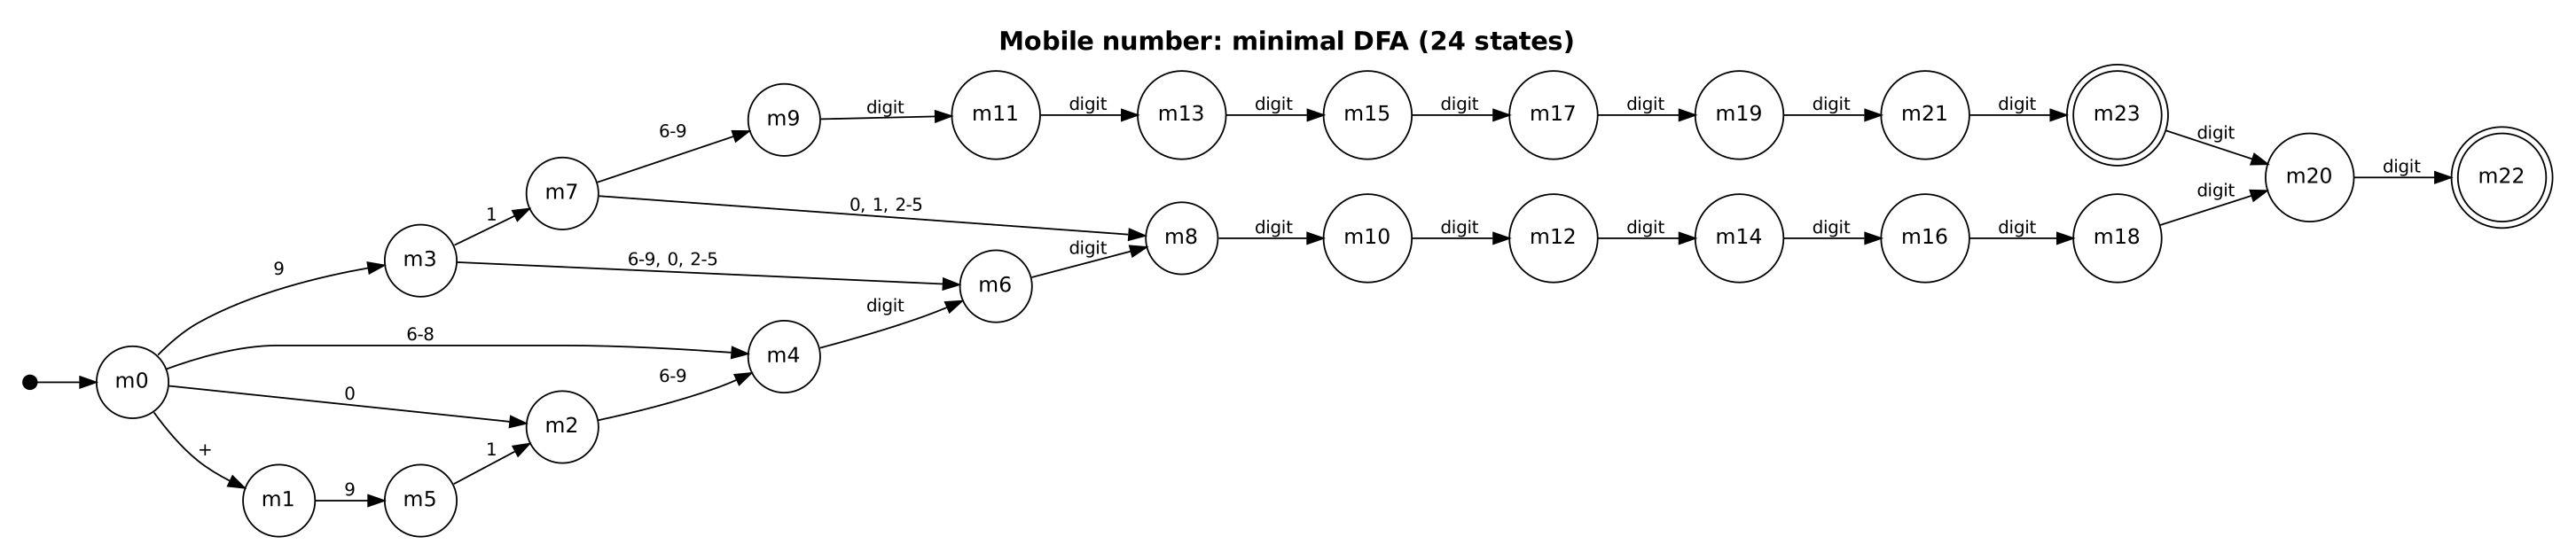 Mobile number: minimal DFA (24 states)
digit digit digit digit digit digit digit
m9 m11 m13 m15 m17 m19 m21 m23
6-9
digit
m7
digit
m20 m22
0, 1, 2-5
digit
1
m8 m10 m12 m14 m16 m18
digit digit digit digit digit
digit
m3
9
6-9, 0, 2-5
m6
digit
6-8
m4
m0
6-9
0
m2
+
1
m1
9
m5